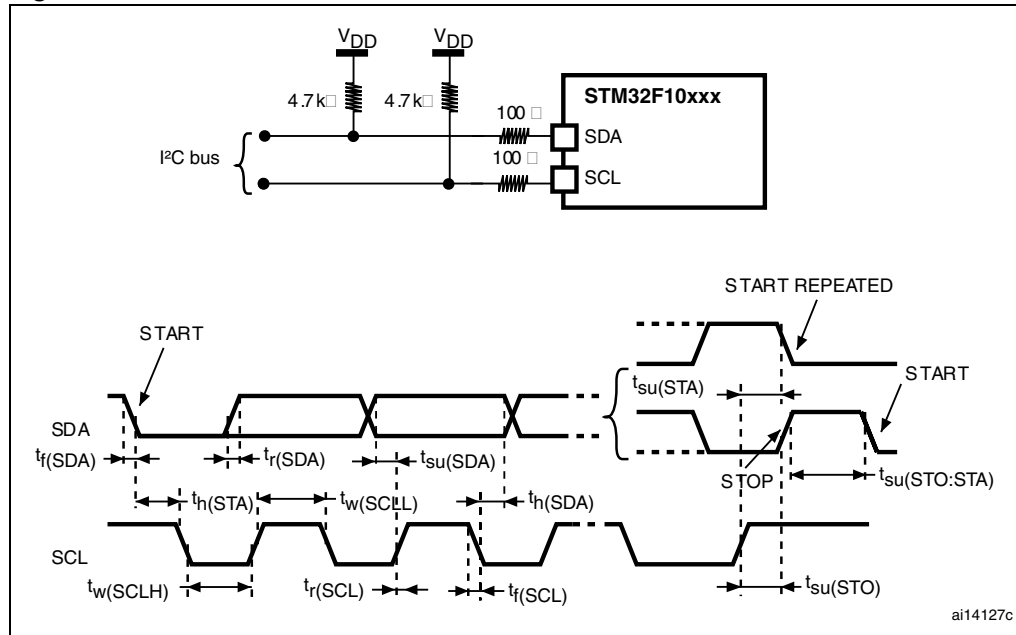 VDD VDD
4.7k□ 4.7k□
STM32F10xxx
100 □
SDA
I²C bus
100 □
SCL
START REPEATED
START
START
tsu(STA)
SDA
tf(SDA) tr(SDA) tsu(SDA)
STOP
tsu(STO:STA)
th(STA) tw(SCLL) th(SDA)
SCL
tw(SCLH) tr(SCL) tf(SCL) tsu(STO)
ai14127c